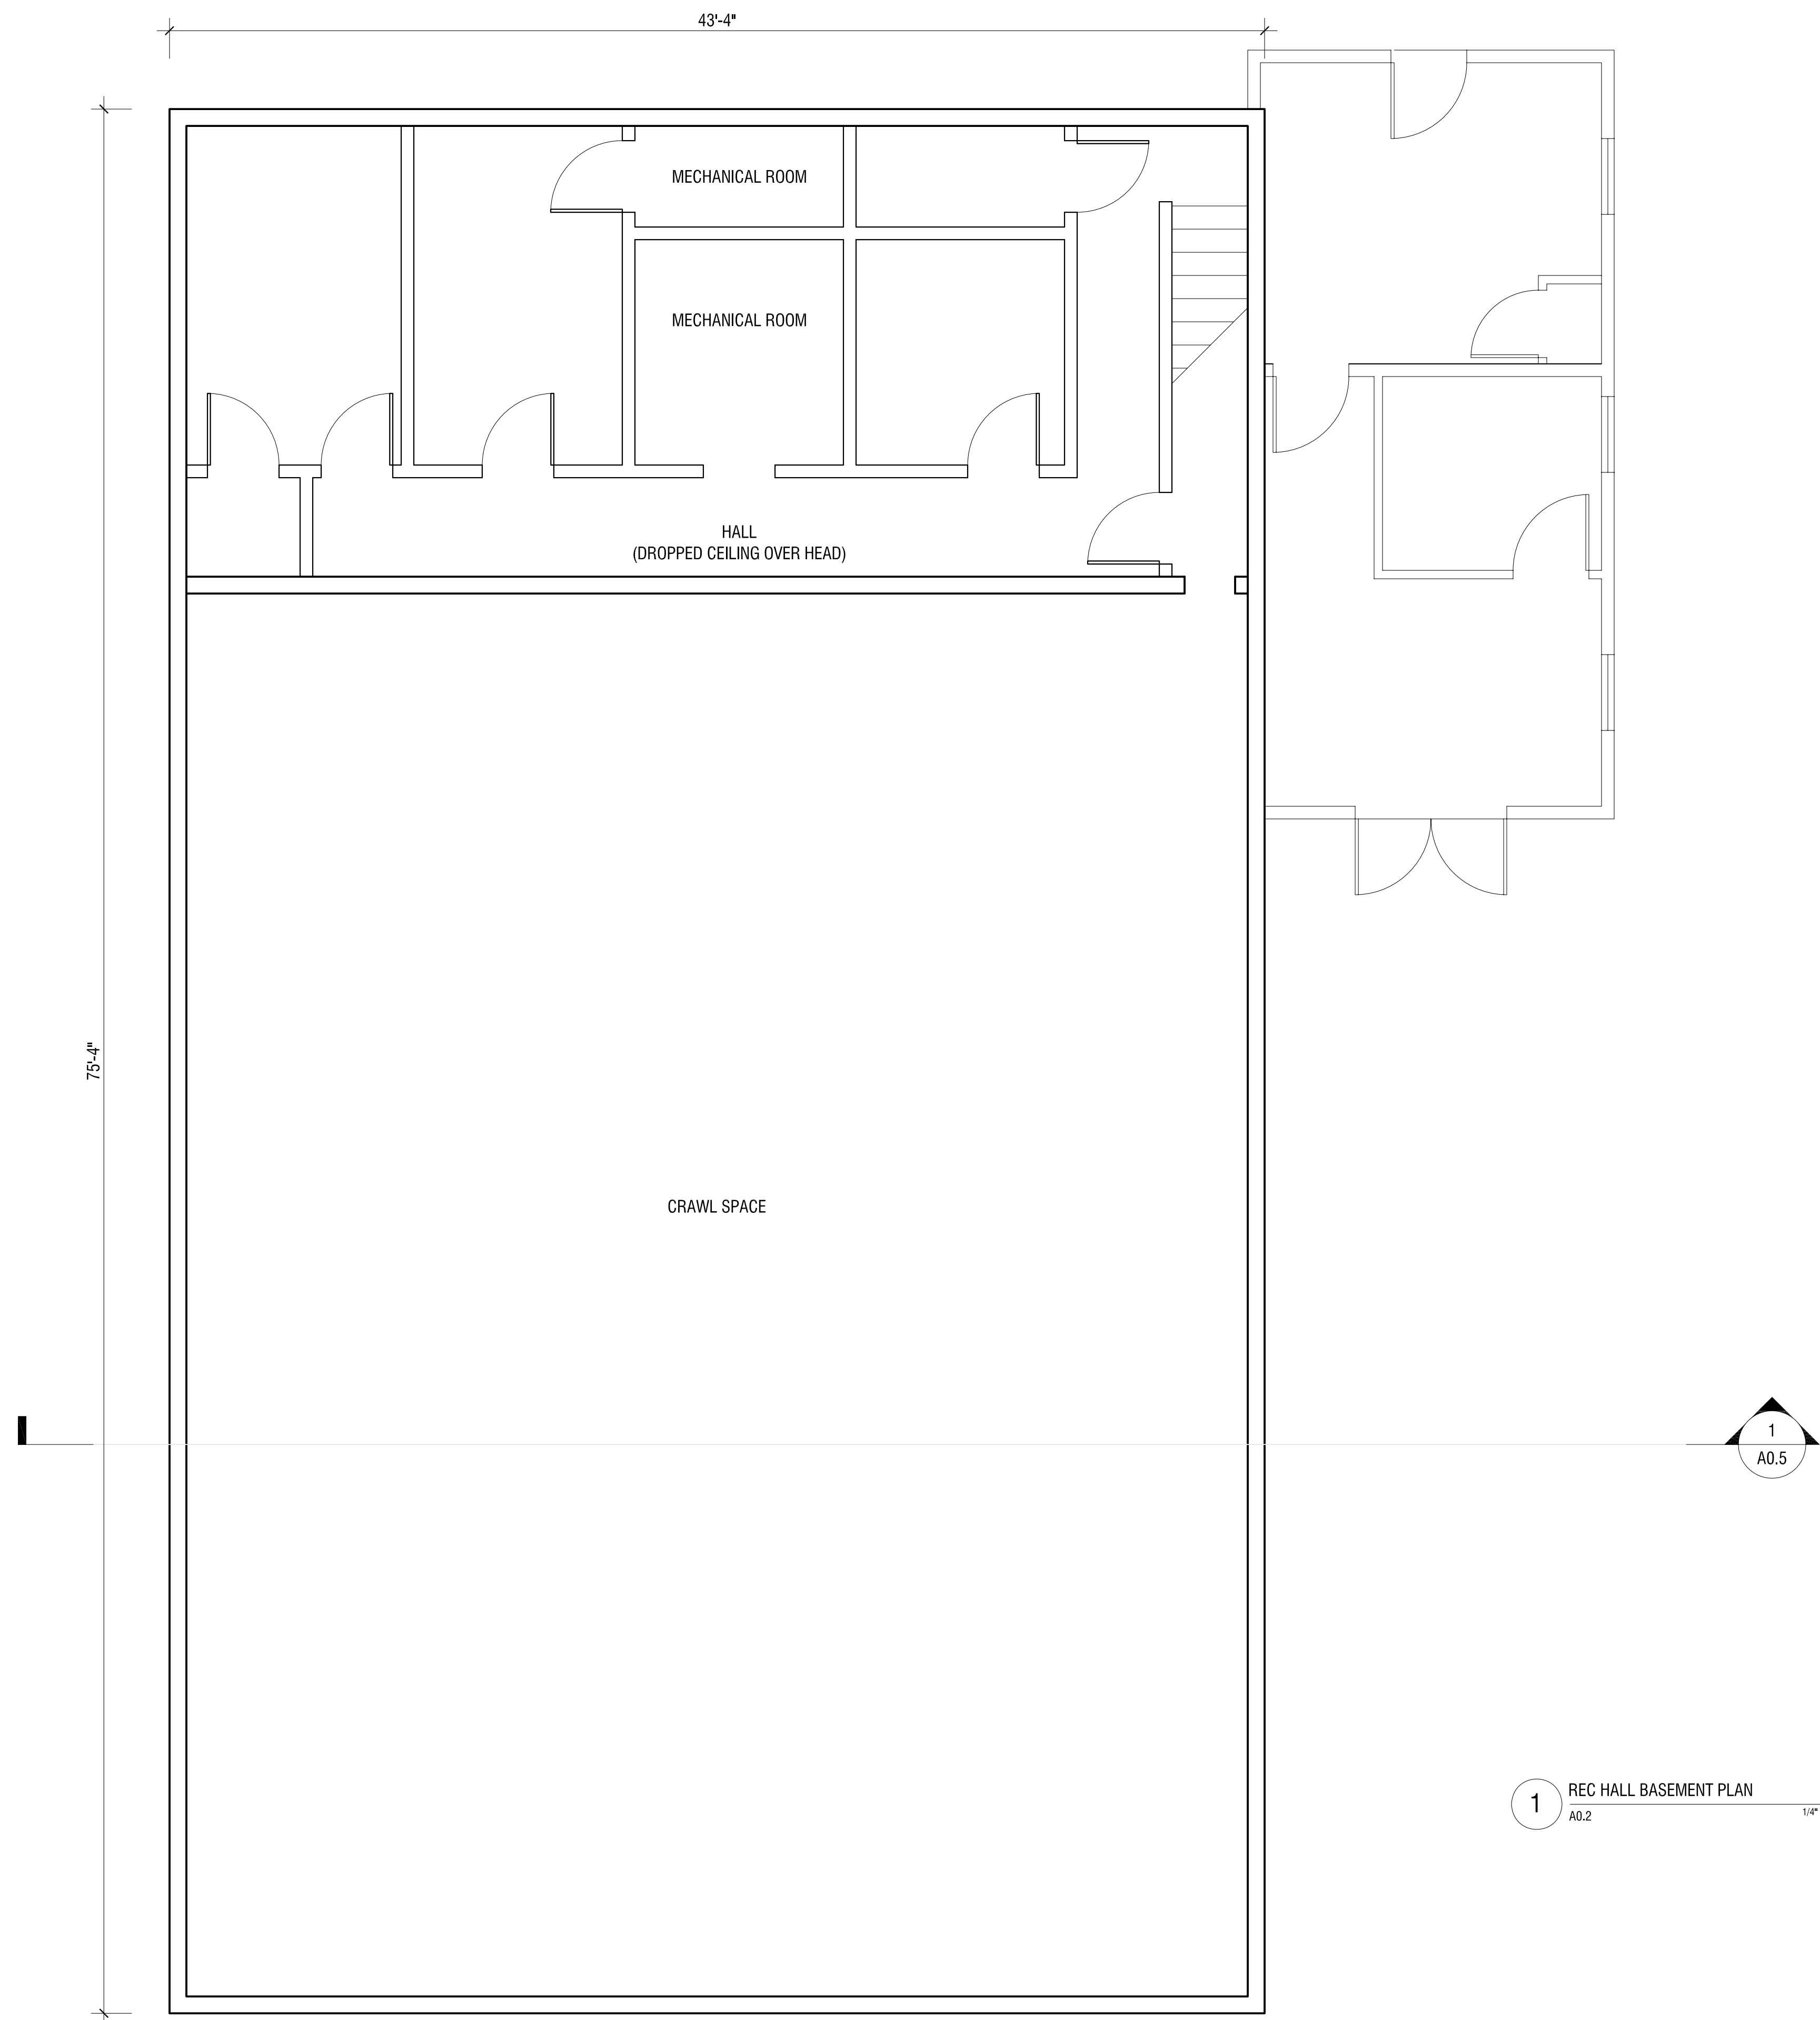 43'-4"
MECHANICAL ROOM
MECHANICAL ROOM
HALL
(DROPPED CEILING OVER HEAD)
75'-4"
CRAWL SPACE
1
A0.5
1
REC HALL BASEMENT PLAN
A0.2
1/4"